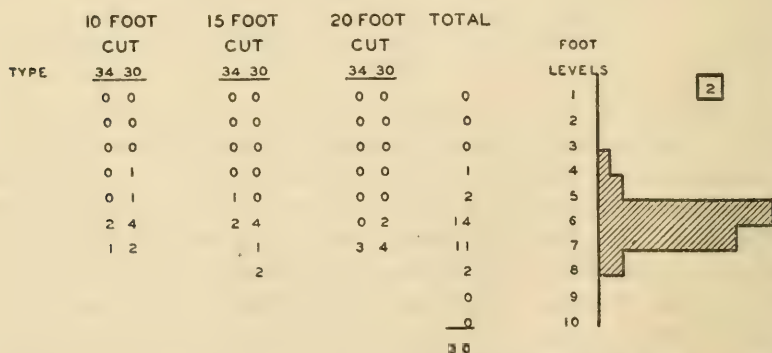 10 FOOT 15 FOOT 20 FOOT TOTAL
CUT CUT CUT FOOT
TYPE 34 30 34 30 34 30 LEVELS
0 0 0 0 0 0 0 1 2
0 0 0 0 0 0 0 2
0 0 0 0 0 0 0 3
0 1 0 0 0 0 1 4
0 1 1 0 0 0 2 5
2 4 2 4 0 2 14 6
1 2 1 3 4 11 7
2 2 8
0 9
0 10
30